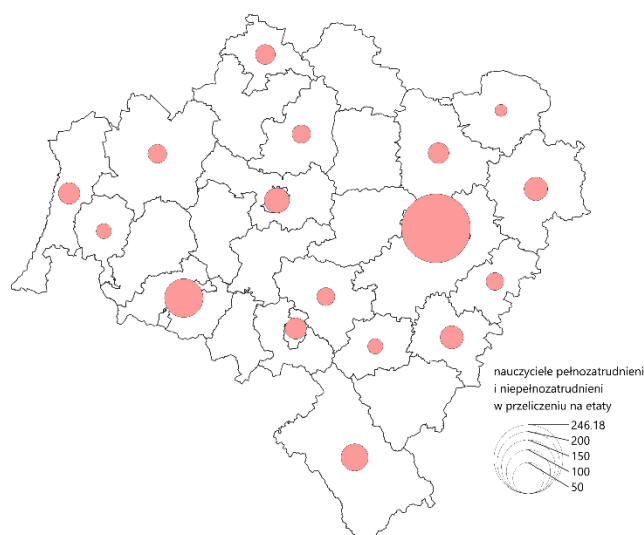 nauczyciele pełnozatrudnieni
i niepełnozatrudnieni
w przeliczeniu na etaty
246.18
200
150
100
50